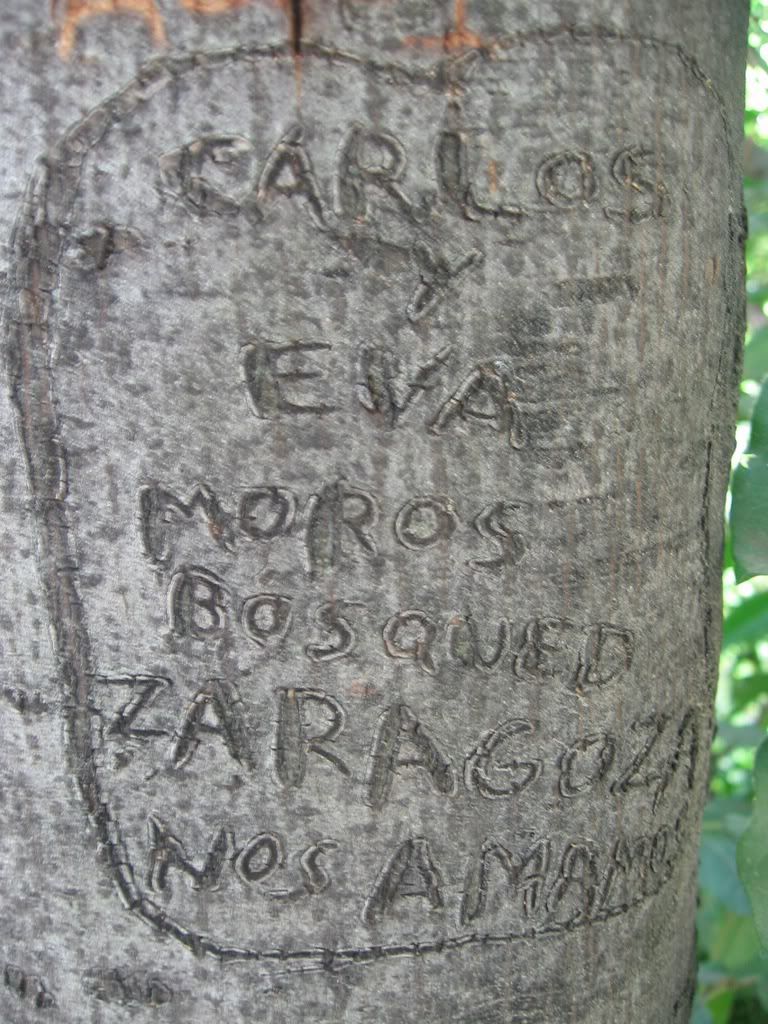 CARLOS
Y
EVA
MOROS
BOSQUED
ZARAGOZA
NOS AMAMOS